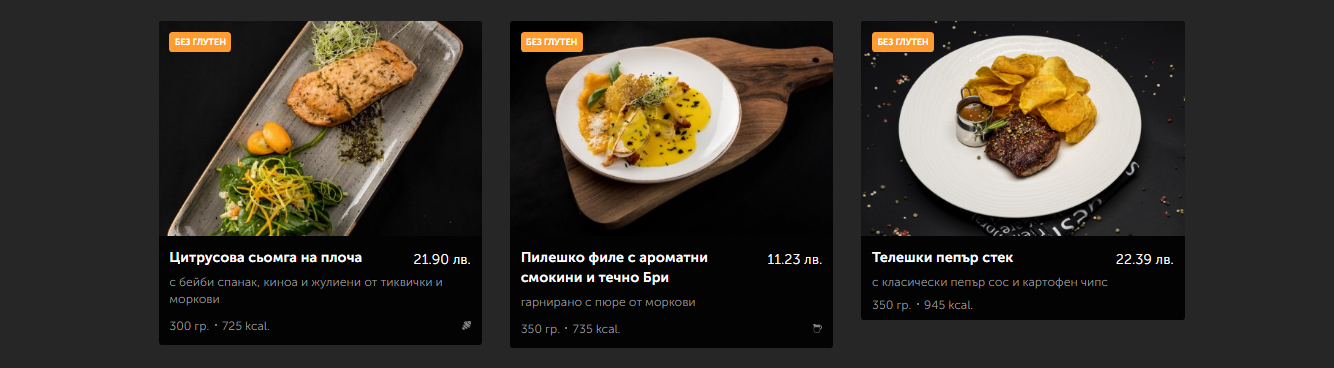 БЕЗ ГЛУТЕН
Цитрусова сьомга на плоча
21.90 лв.
с бейби спанак, киноа и жулиени от тиквички и
моркови
300 гр. · 725 kcal.
БЕЗ ГЛУТЕН
Пилешко филе с ароматни
смокини и течно Бри
11.23 лв.
гарнирано с пюре от моркови
350 гр. · 735 kcal.
БЕЗ ГЛУТЕН
Телешки пепър стек
22.39 лв.
с класически пепър сос и картофен чипс
350 гр. · 945 kcal.